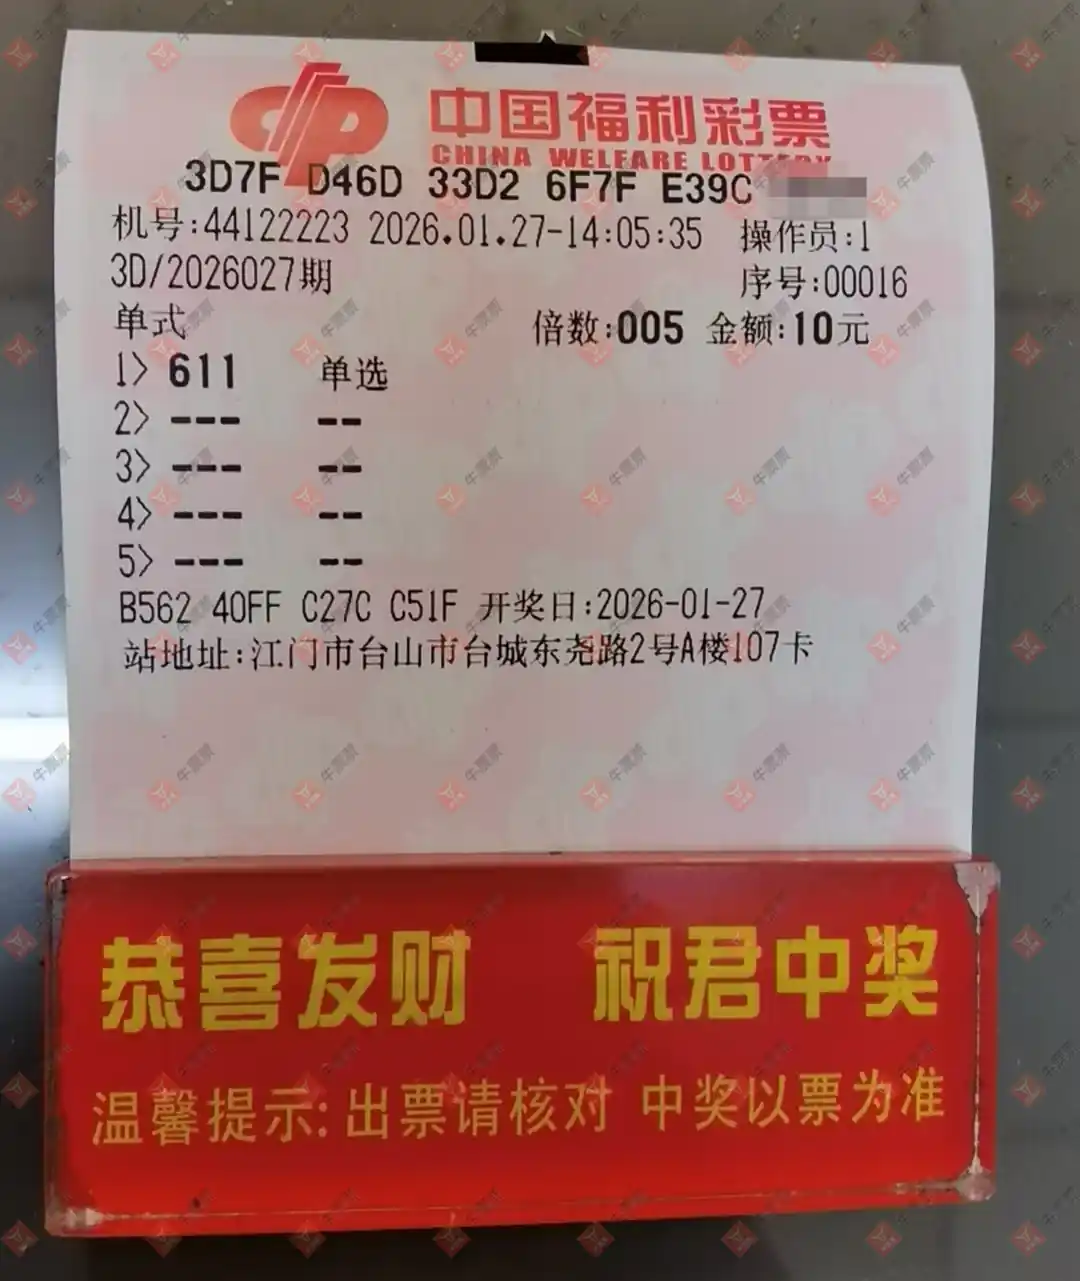 中国福利彩票
CHINA WELFARE LOTTERY
3D7F D46D 33D2 6F7F E39C
机号:44122223 2026.01.27-14:05:35 操作员:1
3D/2026027期 序号:00016
单式 倍数:005 金额:10元
1> 611 单选
2> --- --
3> --- --
4> --- --
5> --- --
B562 40FF C27C C51F 开奖日:2026-01-27
站地址:江门市台山市台城东尧路2号A楼107卡
恭喜发财 祝君中奖
温馨提示:出票请核对 中奖以票为准
牛票票